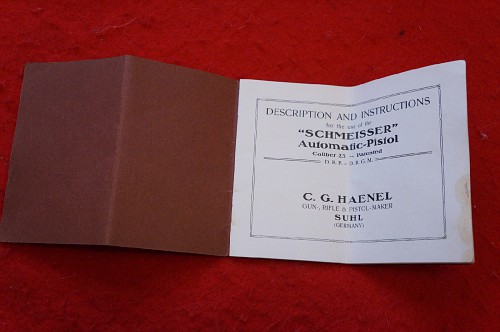 DESCRIPTION AND INSTRUCTIONS
for the use of the
"SCHMEISSER"
Automatic-Pistol
Caliber 25 — Patented
D. R. P. - D. R. G. M.
C. G. HAENEL
GUN-, RIFLE & PISTOL-MAKER
SUHL
(GERMANY)